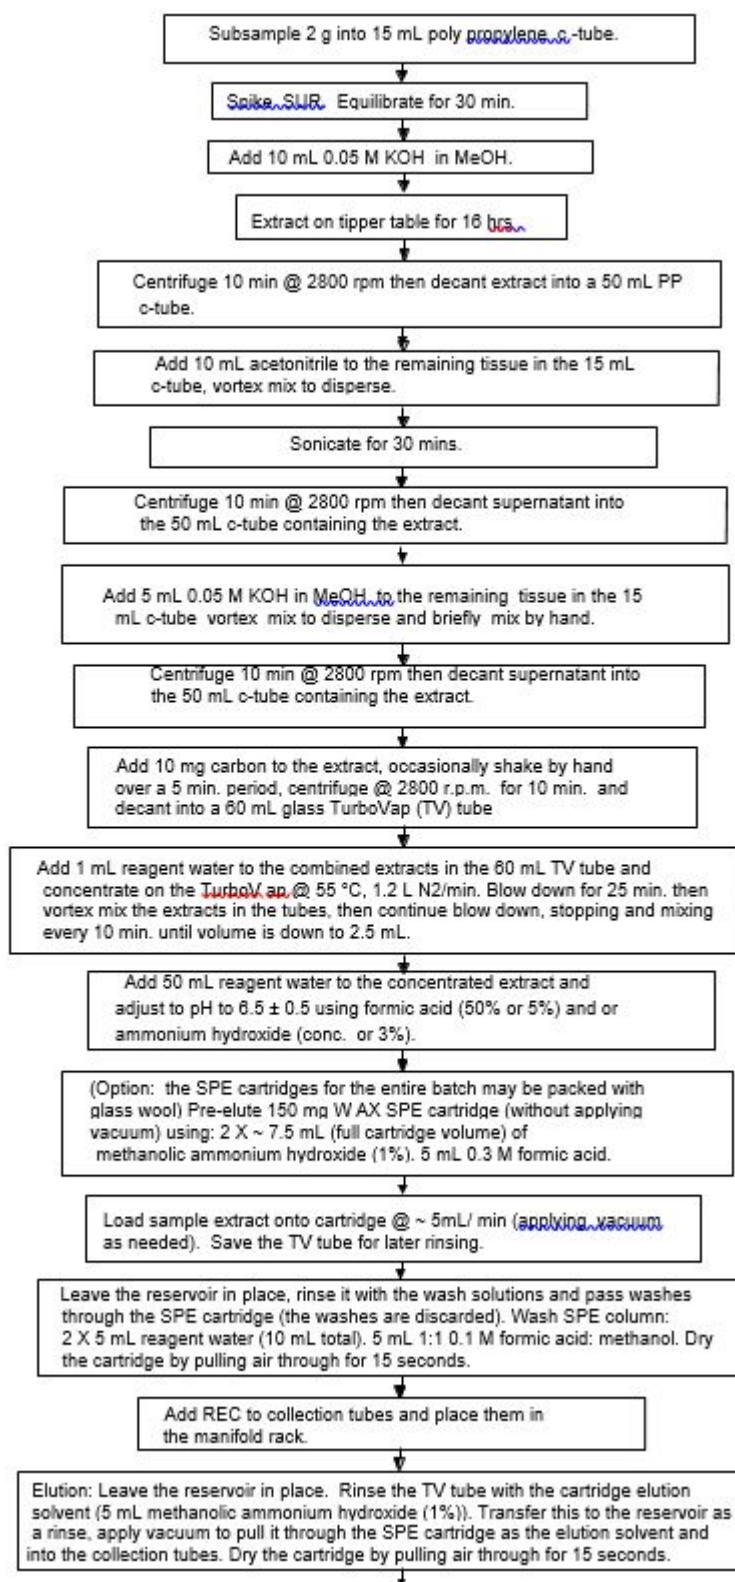 Subsample 2 g into 15 mL poly propylene c-tube.
Spike SUR. Equilibrate for 30 min.
Add 10 mL 0.05 M KOH in MeOH.
Extract on tipper table for 16 hrs.
Centrifuge 10 min @ 2800 rpm then decant extract into a 50 mL PP
c-tube.
Add 10 mL acetonitrile to the remaining tissue in the 15 mL
c-tube, vortex mix to disperse.
Sonicate for 30 mins.
Centrifuge 10 min @ 2800 rpm then decant supernatant into
the 50 mL c-tube containing the extract.
Add 5 mL 0.05 M KOH in MeOH to the remaining tissue in the 15
mL c-tube vortex mix to disperse and briefly mix by hand.
Centrifuge 10 min @ 2800 rpm then decant supernatant into
the 50 mL c-tube containing the extract.
Add 10 mg carbon to the extract, occasionally shake by hand
over a 5 min. period, centrifuge @ 2800 r.p.m. for 10 min. and
decant into a 60 mL glass TurboVap (TV) tube
Add 1 mL reagent water to the combined extracts in the 60 mL TV tube and
concentrate on the TurboV ap @ 55 °C, 1.2 L N2/min. Blow down for 25 min. then
vortex mix the extracts in the tubes, then continue blow down, stopping and mixing
every 10 min. until volume is down to 2.5 mL.
Add 50 mL reagent water to the concentrated extract and
adjust to pH to 6.5 ± 0.5 using formic acid (50% or 5%) and or
ammonium hydroxide (conc. or 3%).
(Option: the SPE cartridges for the entire batch may be packed with
glass wool) Pre-elute 150 mg W AX SPE cartridge (without applying
vacuum) using: 2 X ~ 7.5 mL (full cartridge volume) of
methanolic ammonium hydroxide (1%). 5 mL 0.3 M formic acid.
Load sample extract onto cartridge @ ~ 5mL/ min (applying vacuum
as needed). Save the TV tube for later rinsing.
Leave the reservoir in place, rinse it with the wash solutions and pass washes
through the SPE cartridge (the washes are discarded). Wash SPE column:
2 X 5 mL reagent water (10 mL total). 5 mL 1:1 0.1 M formic acid: methanol. Dry
the cartridge by pulling air through for 15 seconds.
Add REC to collection tubes and place them in
the manifold rack.
Elution: Leave the reservoir in place. Rinse the TV tube with the cartridge elution
solvent (5 mL methanolic ammonium hydroxide (1%)). Transfer this to the reservoir as
a rinse, apply vacuum to pull it through the SPE cartridge as the elution solvent and
into the collection tubes. Dry the cartridge by pulling air through for 15 seconds.